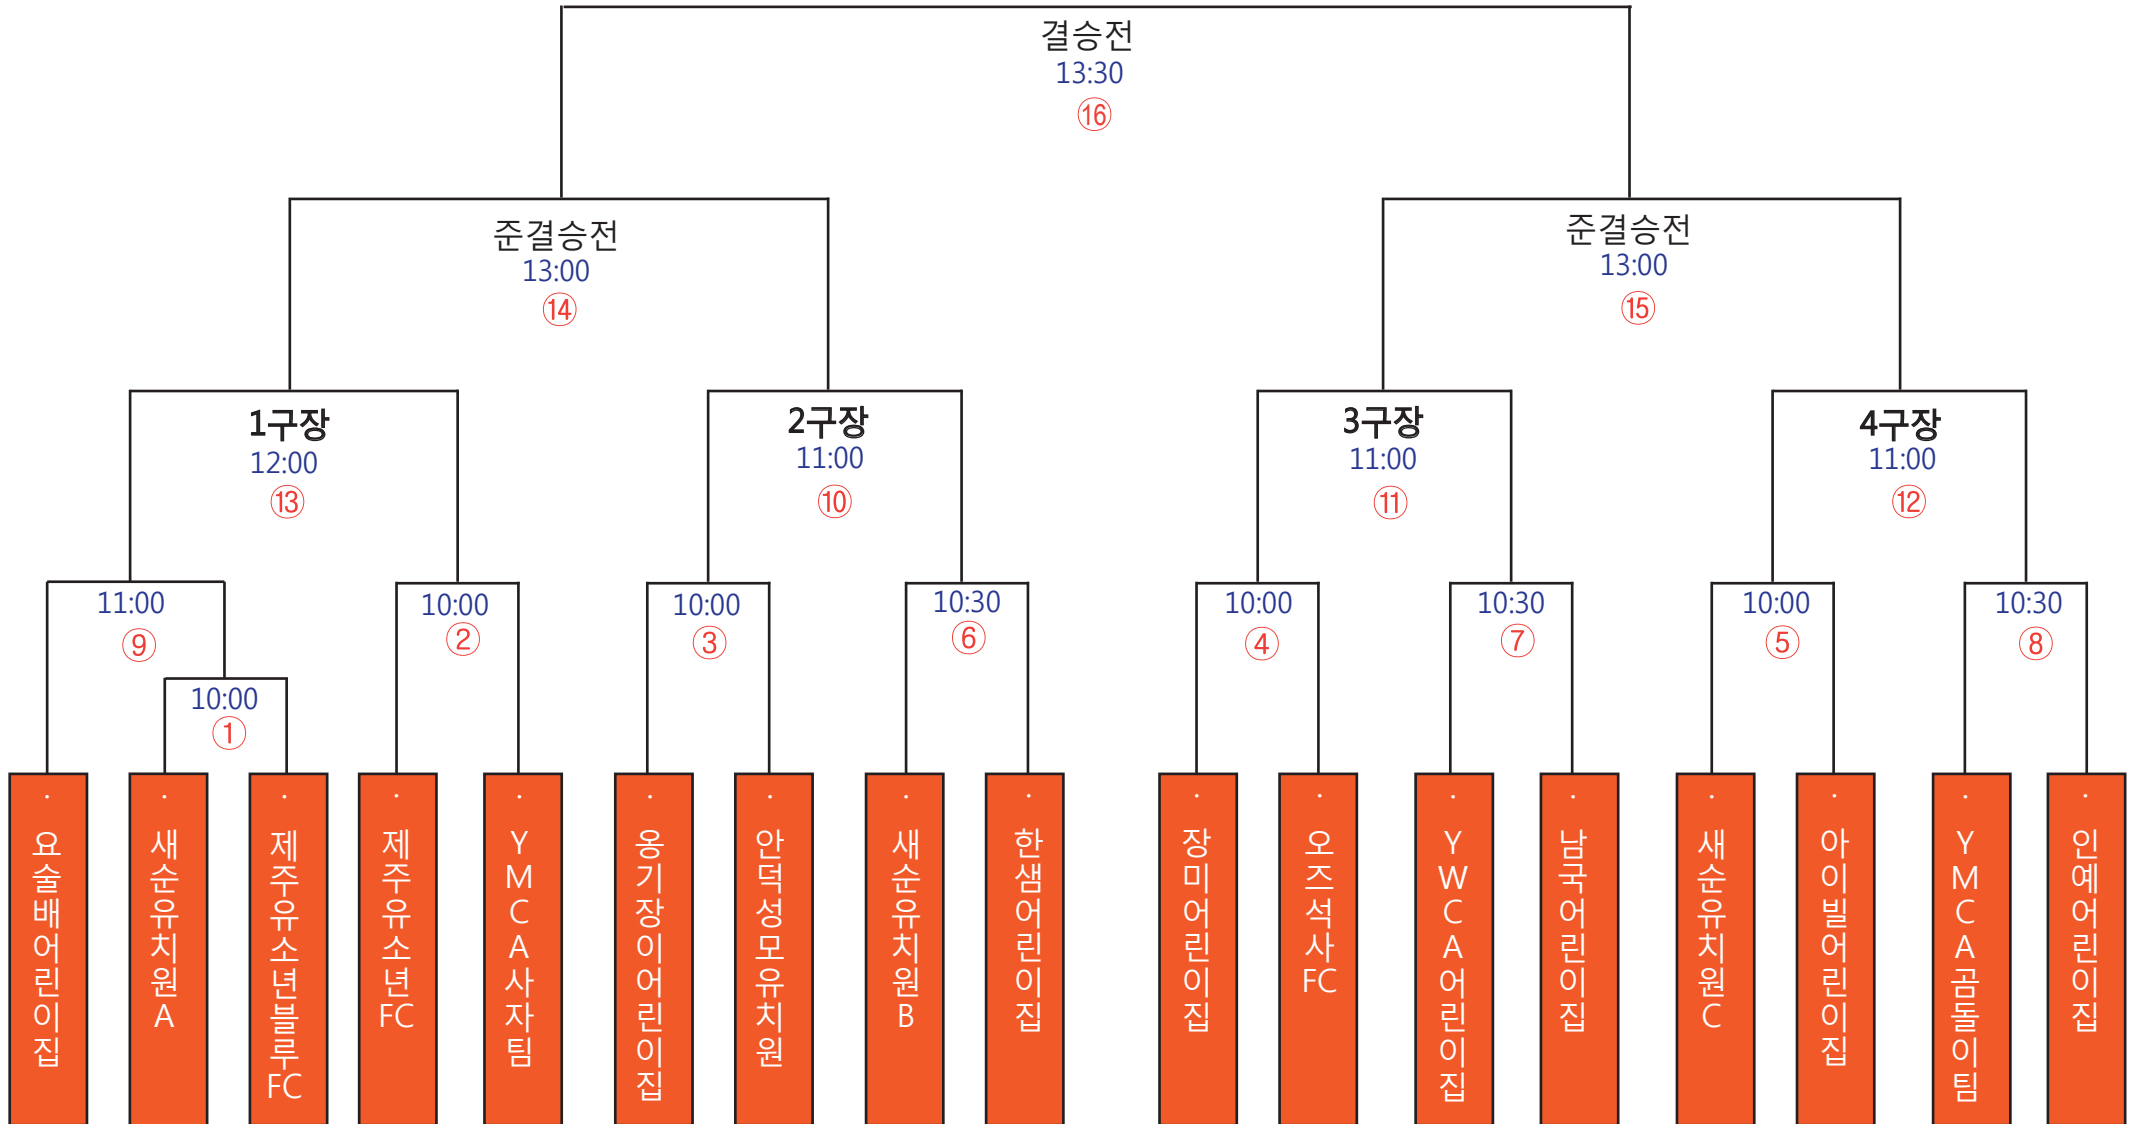 결승전
13:30
⑯
준결승전
13:00
⑭
준결승전
13:00
⑮
1구장
12:00
⑬
2구장
11:00
⑩
3구장
11:00
⑪
4구장
11:00
⑫
11:00
⑨
10:00
②
10:00
③
10:30
⑥
10:00
④
10:30
⑦
10:00
⑤
10:30
⑧
10:00
①
· 요술배어린이집
· 새순유치원A
· 제주유소년블루FC
· 제주유소년FC
· YMCA사자팀
· 옹기장이어린이집
· 안덕성모유치원
· 새순유치원B
· 한샘어린이집
· 장미어린이집
· 오즈석사FC
· YWCA어린이집
· 남국어린이집
· 새순유치원C
· 아이빌어린이집
· YMCA곰돌이팀
· 인예어린이집